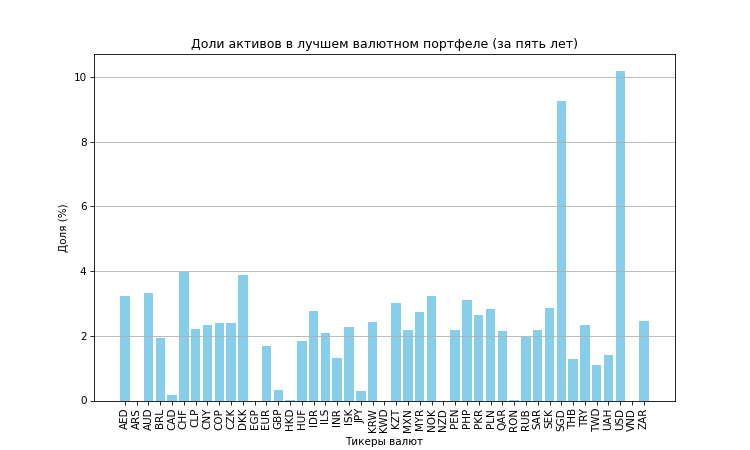 Доли активов в лучшем валютном портфеле (за пять лет)
10
8
6
4
2
0
Доля (%)
AED
ARS
AUD
BRL
CAD
CHF
CLP
CNY
COP
CZK
DKK
EGP
EUR
GBP
HKD
HUF
IDR
ILS
INR
ISK
JPY
KRW
KWD
KZT
MXN
MYR
NOK
NZD
PEN
PHP
PKR
PLN
QAR
RON
RUB
SAR
SEK
SGD
THB
TRY
TWD
UAH
USD
VND
ZAR
Тикеры валют